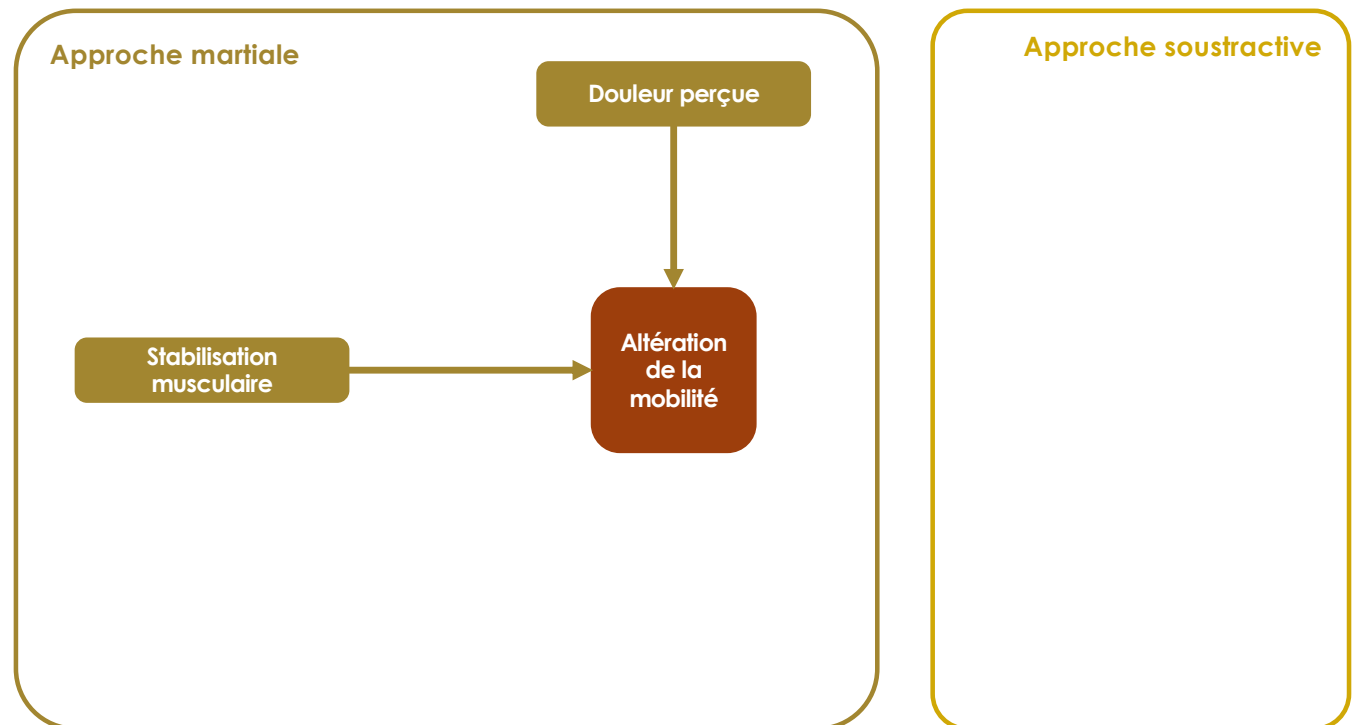 Approche martiale
Approche soustractive
Douleur perçue
Stabilisation
musculaire
Altération
de la
mobilité